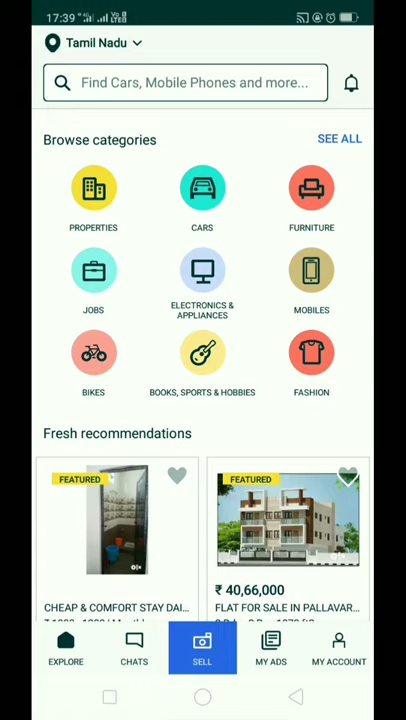 17:39
Tamil Nadu
Find Cars, Mobile Phones and more...
Browse categories
SEE ALL
PROPERTIES
CARS
FURNITURE
JOBS
ELECTRONICS &
APPLIANCES
MOBILES
BIKES
BOOKS, SPORTS & HOBBIES
FASHION
Fresh recommendations
FEATURED
FEATURED
olx
olx
₹ 40,66,000
CHEAP & COMFORT STAY DAI...
FLAT FOR SALE IN PALLAVAR...
EXPLORE
CHATS
SELL
MY ADS
MY ACCOUNT